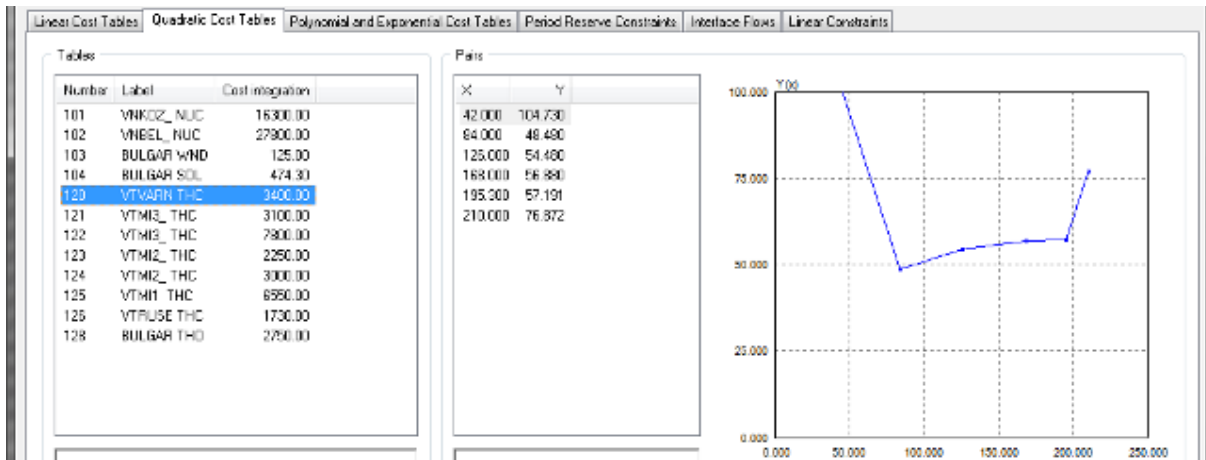 Linear Cost Tables Quadratic Cost Tables Polynomial and Exponential Cost Tables Period Reserve Constraints Interface Flows Linear Constraints
Tables
Number Label Cost integration
101 VNKOZ_ NUC 16300.00
102 VNBEL_ NUC 27800.00
103 BULGAR WND 125.00
104 BULGAR SOL 474.30
120 VTVARN THC 3400.00
121 VTMI3_ THC 3100.00
122 VTMI3_ THC 7800.00
123 VTMI2_ THC 2250.00
124 VTMI2_ THC 3000.00
125 VTMI1 THC 6550.00
126 VTRUSE THC 1730.00
128 BULGAR THO 2750.00
Pairs
X Y
42.000 104.730
84.000 48.480
126.000 54.480
168.000 56.880
195.300 57.191
210.000 76.872
Y(x)
100.000
75.000
50.000
25.000
0.000
0.000 50.000 100.000 150.000 200.000 250.000